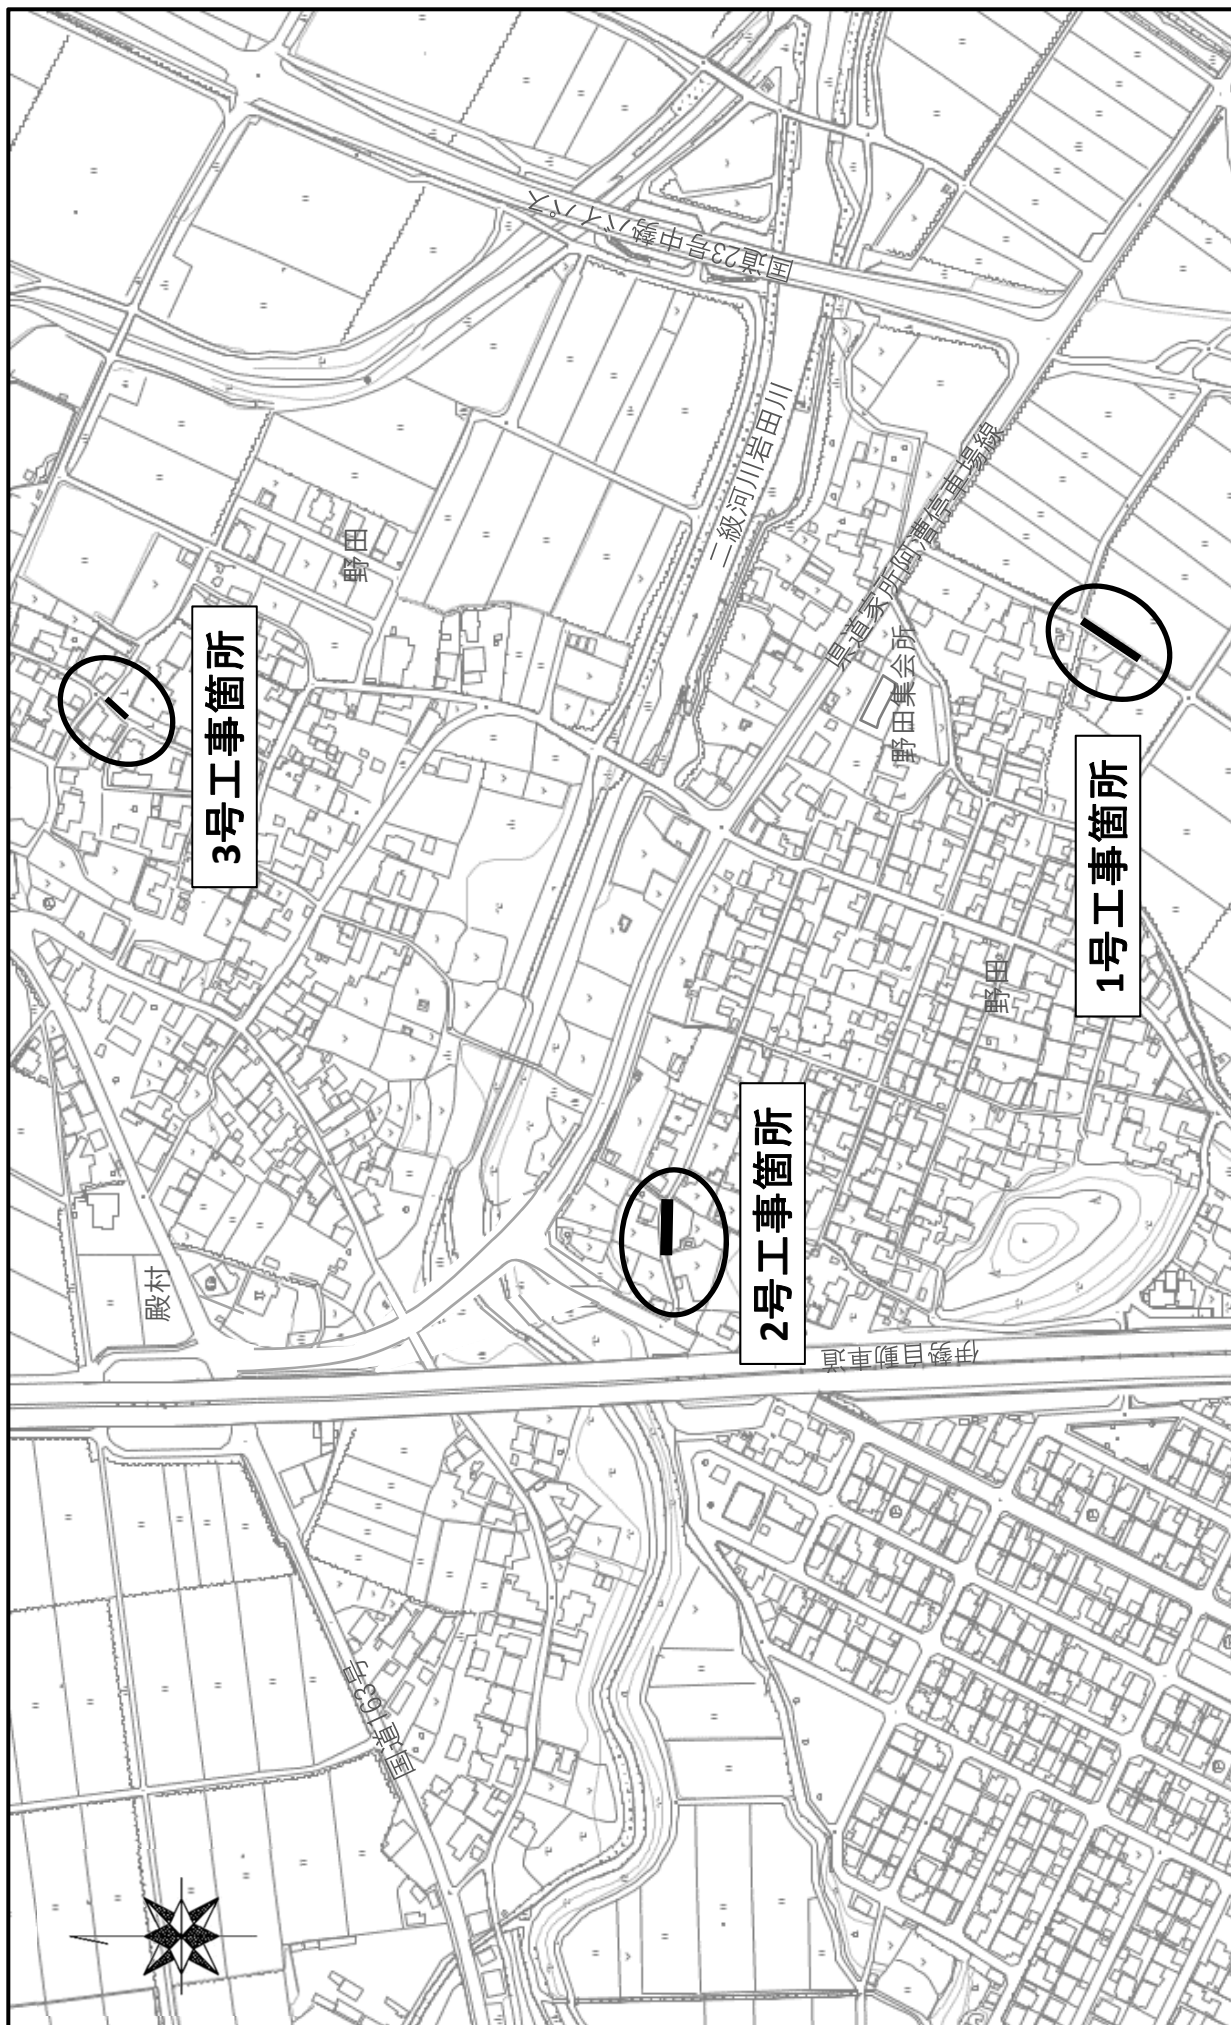 3号工事箇所
野田
国道23号中勢バイパス
殿村
二級河川岩田川
県道家所阿漕停車場線
野田集会所
国道163号
2号工事箇所
伊勢自動車道
野田
1号工事箇所